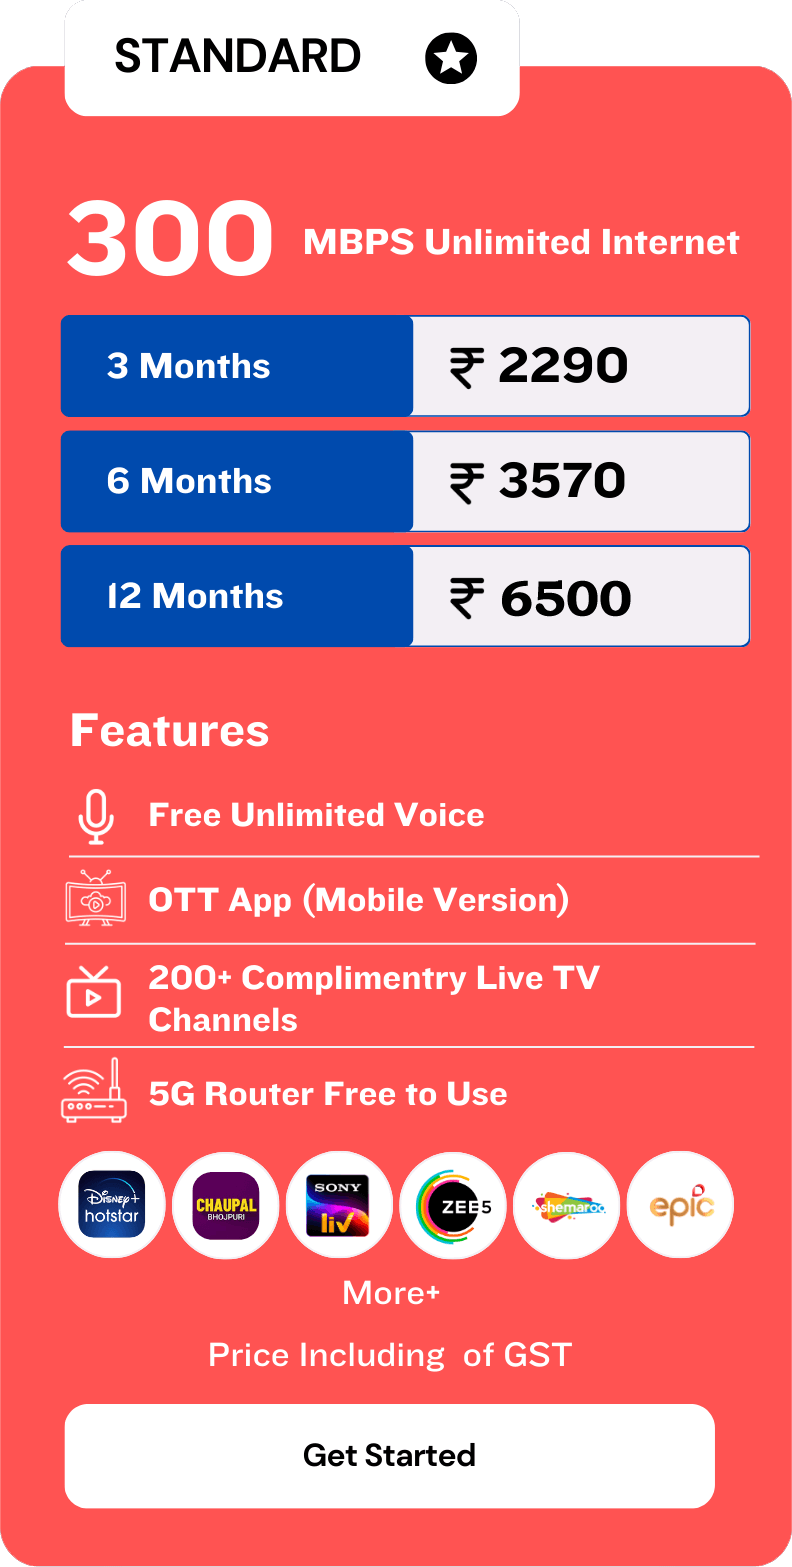 STANDARD
300 MBPS Unlimited Internet
3 Months ₹ 2290
6 Months ₹ 3570
12 Months ₹ 6500
Features
Free Unlimited Voice
OTT App (Mobile Version)
200+ Complimentry Live TV
Channels
5G Router Free to Use
Disney+
hotstar
CHAUPAL
BHOJPURI
SONY
liv
ZEE5
shemaroo
epic
More+
Price Including of GST
Get Started